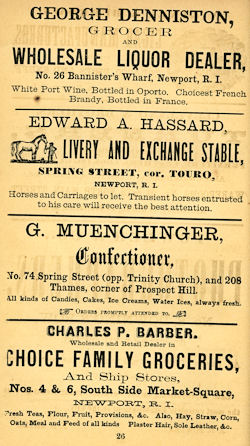 GEORGE DENNISTON,
GROCER
AND
WHOLESALE LIQUOR DEALER,
No. 26 Bannister's Wharf, Newport, R. I.
White Port Wine, Bottled in Oporto. Choicest French
Brandy, Bottled in France.
EDWARD A. HASSARD,
LIVERY AND EXCHANGE STABLE,
SPRING STREET, cor. TOURO,
NEWPORT, R. I.
Horses and Carriages to let. Transient horses entrusted
to his care will receive the best attention.
G. MUENCHINGER,
Confectioner,
No. 74 Spring Street (opp. Trinity Church), and 208
Thames, corner of Prospect Hill.
All kinds of Candies, Cakes, Ice Creams, Water Ices, always fresh.
ORDERS PROMPTLY ATTENDED TO.
CHARLES P. BARBER.
Wholesale and Retail Dealer in
CHOICE FAMILY GROCERIES,
And Ship Stores,
Nos. 4 & 6, South Side Market-Square,
NEWPORT, R. I.
Fresh Teas, Flour, Fruit, Provisions, &c. Also, Hay, Straw, Corn,
Oats, Meal and Feed of all kinds Plaster Hair, Sole Leather, &c.
26